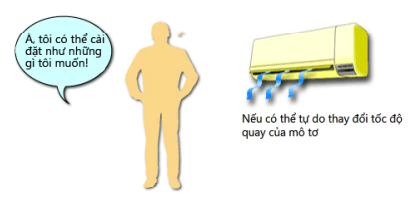 À, tôi có thể cài
đặt như những
gì tôi muốn!
Nếu có thể tự do thay đổi tốc độ
quay của mô tơ